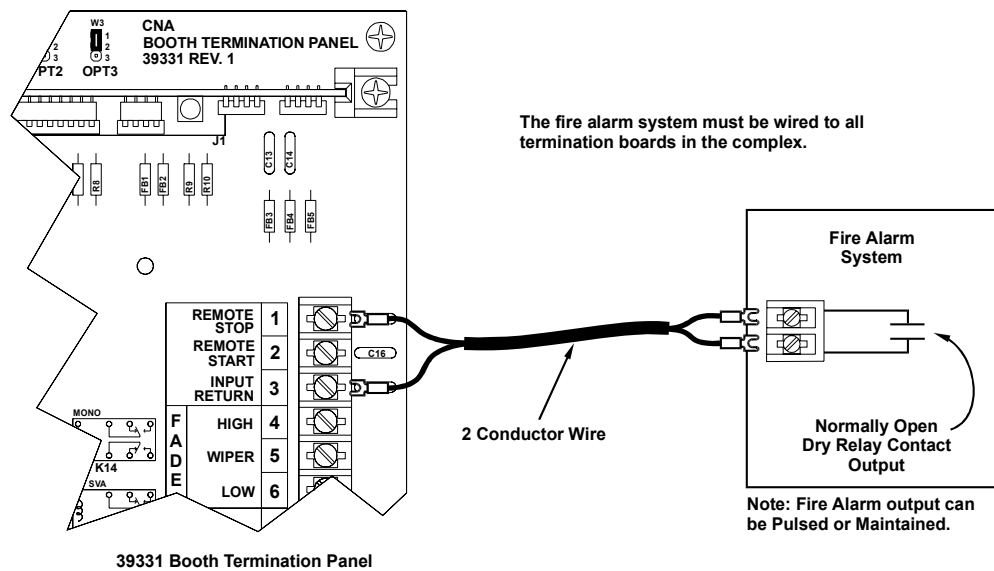 W3
1
2
3
2
3
PT2
OPT3
CNA
BOOTH TERMINATION PANEL
39331 REV. 1
J1
C13
C14
R8
FB1
FB2
R9
R10
FB3
FB4
FB5
The fire alarm system must be wired to all
termination boards in the complex.
Fire Alarm
System
REMOTE
STOP
1
REMOTE
START
2
C16
INPUT
RETURN
3
FADE
HIGH
4
WIPER
5
LOW
6
MONO
K14
SVA
2 Conductor Wire
Normally Open
Dry Relay Contact
Output
Note: Fire Alarm output can
be Pulsed or Maintained.
39331 Booth Termination Panel